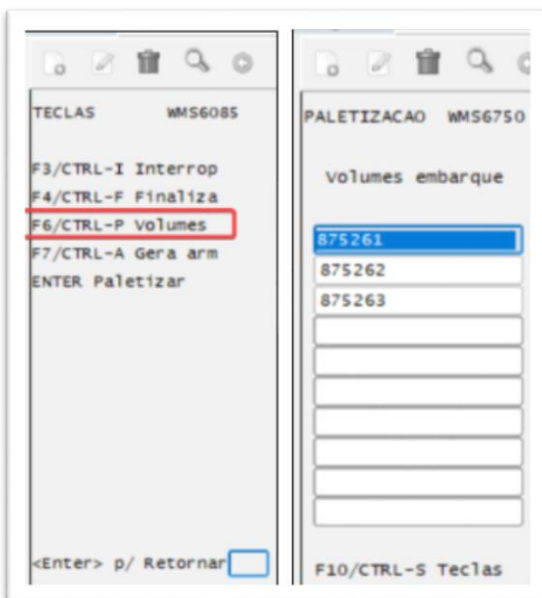 TECLAS WMS6085
F3/CTRL-I Interrop
F4/CTRL-F Finaliza
F6/CTRL-P Volumes
F7/CTRL-A Gera arm
ENTER Paletizar
<Enter> p/ Retornar
PALETIZACAO WMS6750
Volumes embarque
875261
875262
875263
F10/CTRL-S Teclas